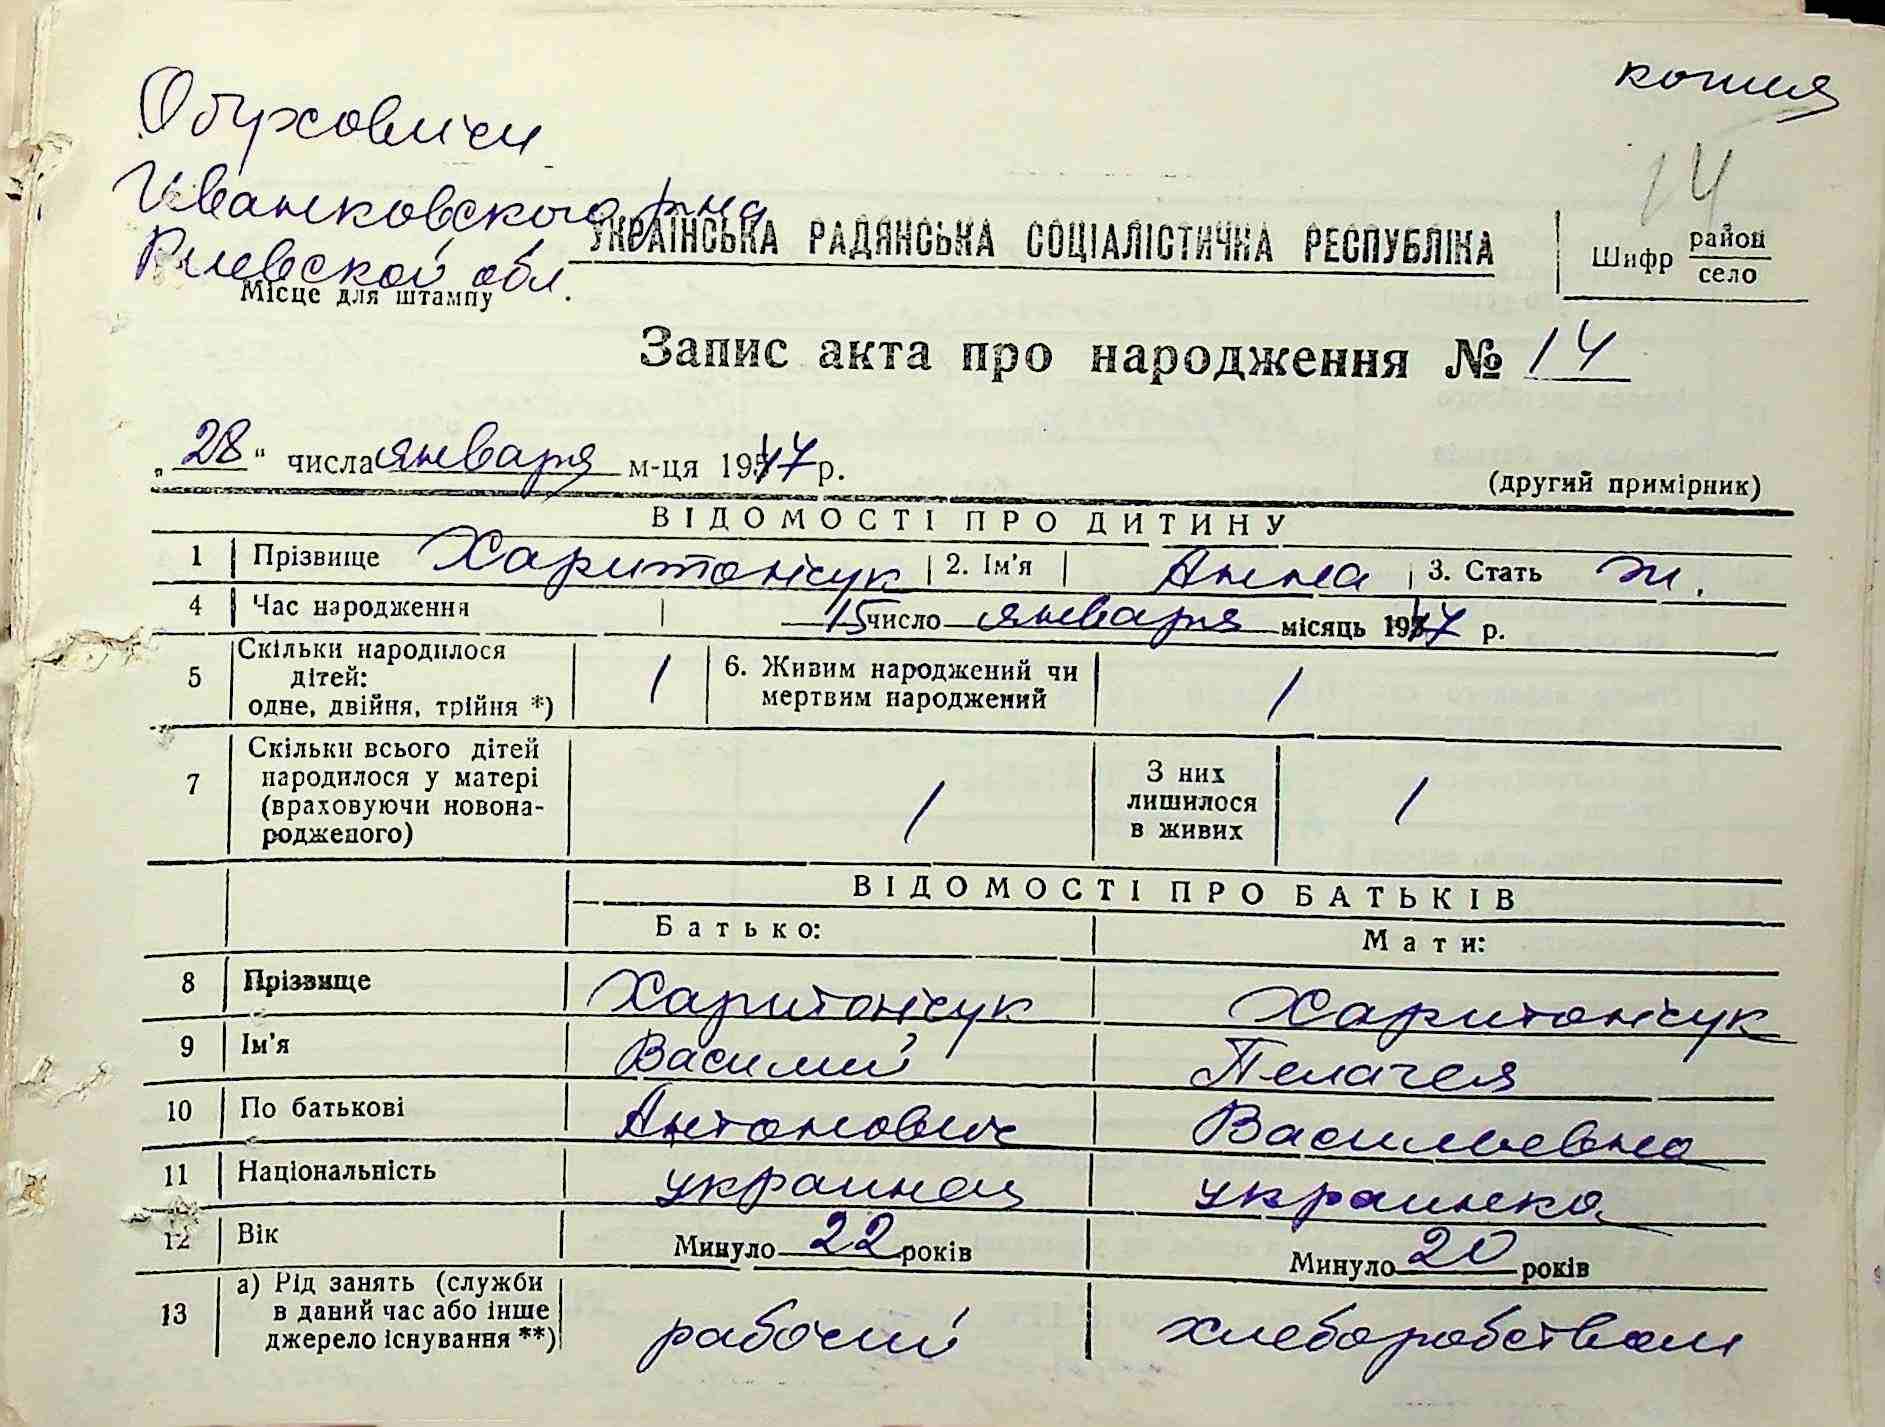 копия
Обуховичи
Иванковского р-на
Киевской обл.
Місце для штампу
14
УКРАЇНСЬКА РАДЯНСЬКА СОЦІАЛІСТИЧНА РЕСПУБЛІКА
Шифр район село
Запис акта про народження № 14
„28" числа января м-ця 1947 р.
(другий примірник)
ВІДОМОСТІ ПРО ДИТИНУ
1 Прізвище Харитончук 2. Ім'я Анна 3. Стать ж.
4 Час народження 15 число января місяць 1947 р.
5 Скільки народилося дітей: одне, двійня, трійня *) 1 6. Живим народжений чи мертвим народжений 1
7 Скільки всього дітей народилося у матері (враховуючи новонародженого) 1 З них лишилося в живих 1
ВІДОМОСТІ ПРО БАТЬКІВ
Батько: Мати:
8 Прізвище Харитончук Харитончук
9 Ім'я Василий Пелагея
10 По батькові Антонович Васильевна
11 Національність украинец украинка
12 Вік Минуло 22 років Минуло 20 років
13 а) Рід занять (служби в даний час або інше джерело існування **) рабочий хлеборобством